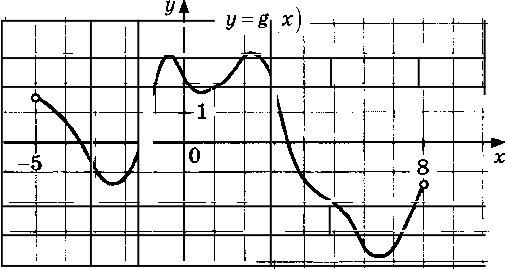 y y = g x)
1
-5 0 8 x